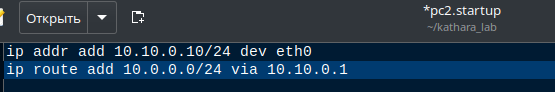 Открыть
*pc2.startup
~/kathara_lab
ip addr add 10.10.0.10/24 dev eth0
ip route add 10.0.0.0/24 via 10.10.0.1